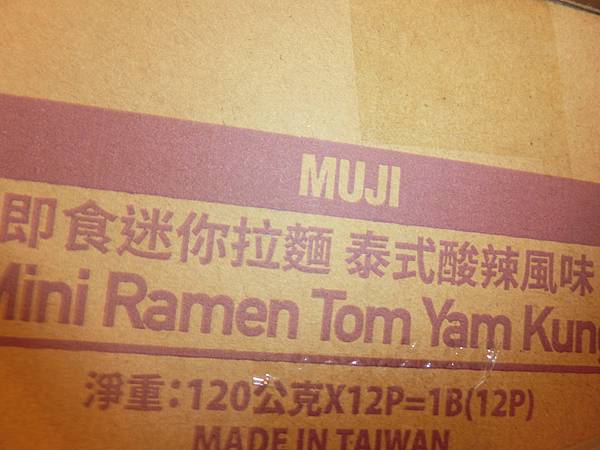 MUJI
即食迷你拉麵 泰式酸辣風味
Mini Ramen Tom Yam Kung
淨重:120公克X12P=1B(12P)
MADE IN TAIWAN